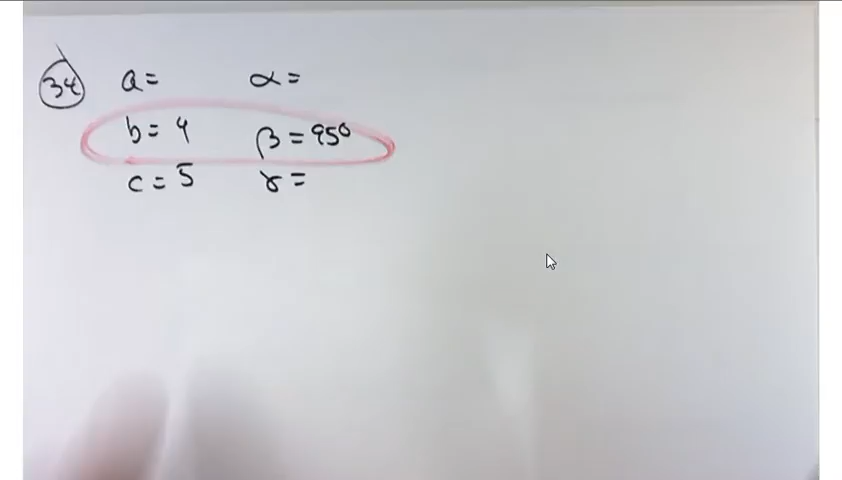 34 a = α =
b = 4 β = 95°
c = 5 γ =